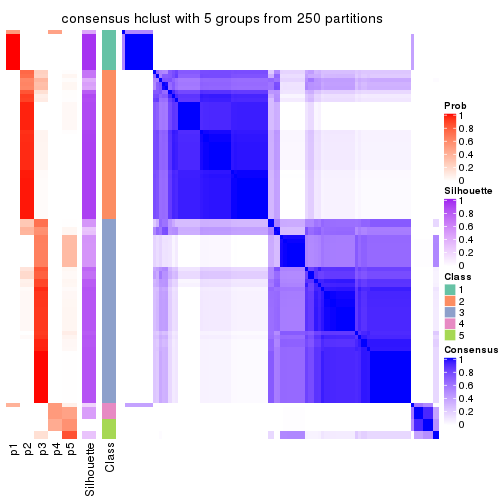 consensus hclust with 5 groups from 250 partitions
Prob
1
0.8
0.6
0.4
0.2
0
Silhouette
1
0.8
0.6
0.4
0.2
0
Class
1
2
3
4
5
Consensus
1
0.8
0.6
0.4
0.2
0
p1
p2
p3
p4
p5
Silhouette
Class